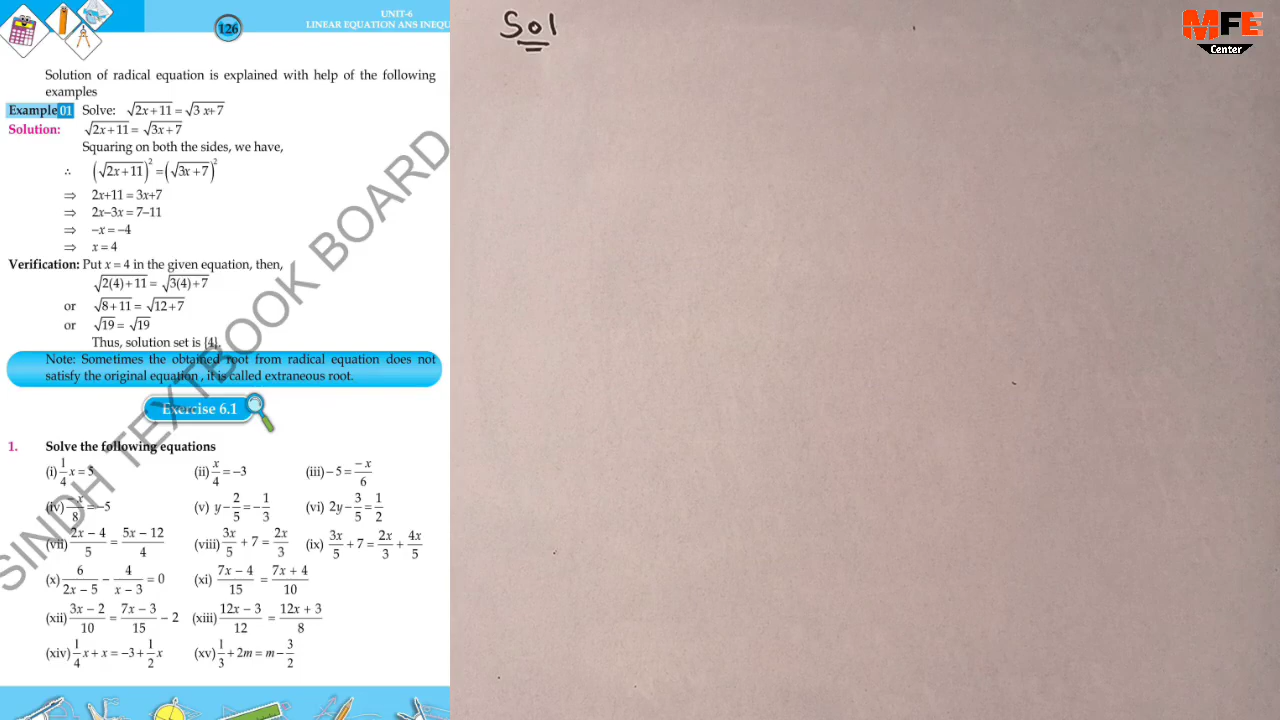 UNIT-6
LINEAR EQUATION ANS INEQU
126
Solution of radical equation is explained with help of the following
examples
Example 01 Solve: √2x+11 = √3 x+7
Solution: √2x+11 = √3x+7
Squaring on both the sides, we have,
∴ (√2x+11)² = (√3x+7)²
⇒ 2x+11 = 3x+7
⇒ 2x−3x = 7−11
⇒ −x = −4
⇒ x = 4
Verification: Put x = 4 in the given equation, then,
√2(4)+11 = √3(4)+7
or √8+11 = √12+7
or √19 = √19
Thus, solution set is {4}.
Note: Sometimes the obtained root from radical equation does not
satisfy the original equation , it is called extraneous root.
Exercise 6.1
1. Solve the following equations
(i) 1/4 x = 5 (ii) x/4 = −3 (iii) −5 = −x/6
(iv) −x/8 = −5 (v) y − 2/5 = − 1/3 (vi) 2y − 3/5 = 1/2
(vii) 2x − 4/5 = 5x − 12/4 (viii) 3x/5 + 7 = 2x/3 (ix) 3x/5 + 7 = 2x/3 + 4x/5
(x) 6/2x − 5 − 4/x − 3 = 0 (xi) 7x − 4/15 = 7x + 4/10
(xii) 3x − 2/10 = 7x − 3/15 − 2 (xiii) 12x − 3/12 = 12x + 3/8
(xiv) 1/4 x + x = −3 + 1/2 x (xv) 1/3 + 2m = m − 3/2
SINDH TEXTBOOK BOARD
Sol
MFE
Center